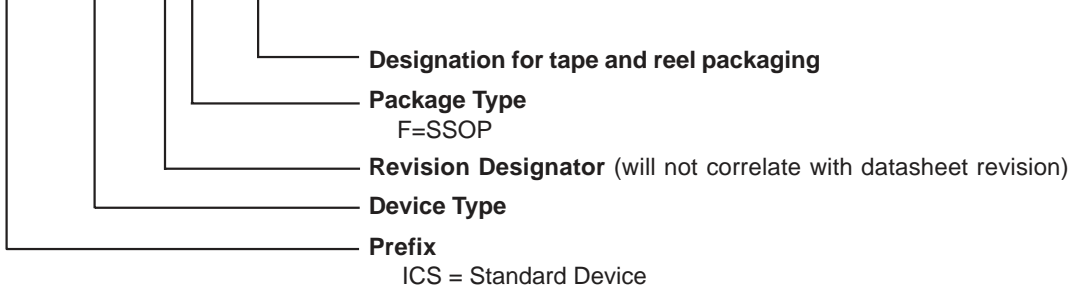 Designation for tape and reel packaging
Package Type
F=SSOP
Revision Designator (will not correlate with datasheet revision)
Device Type
Prefix
ICS = Standard Device